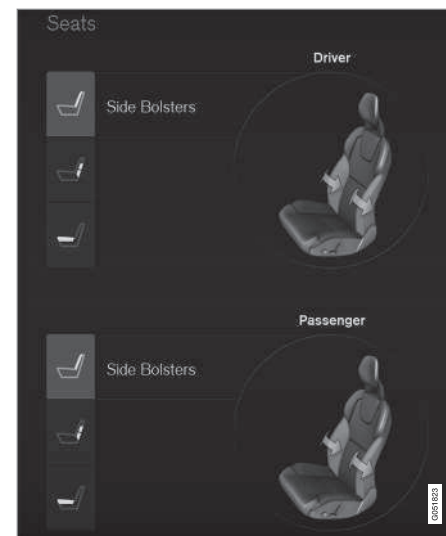 Seats
Driver
Side Bolsters
Passenger
Side Bolsters
G051823